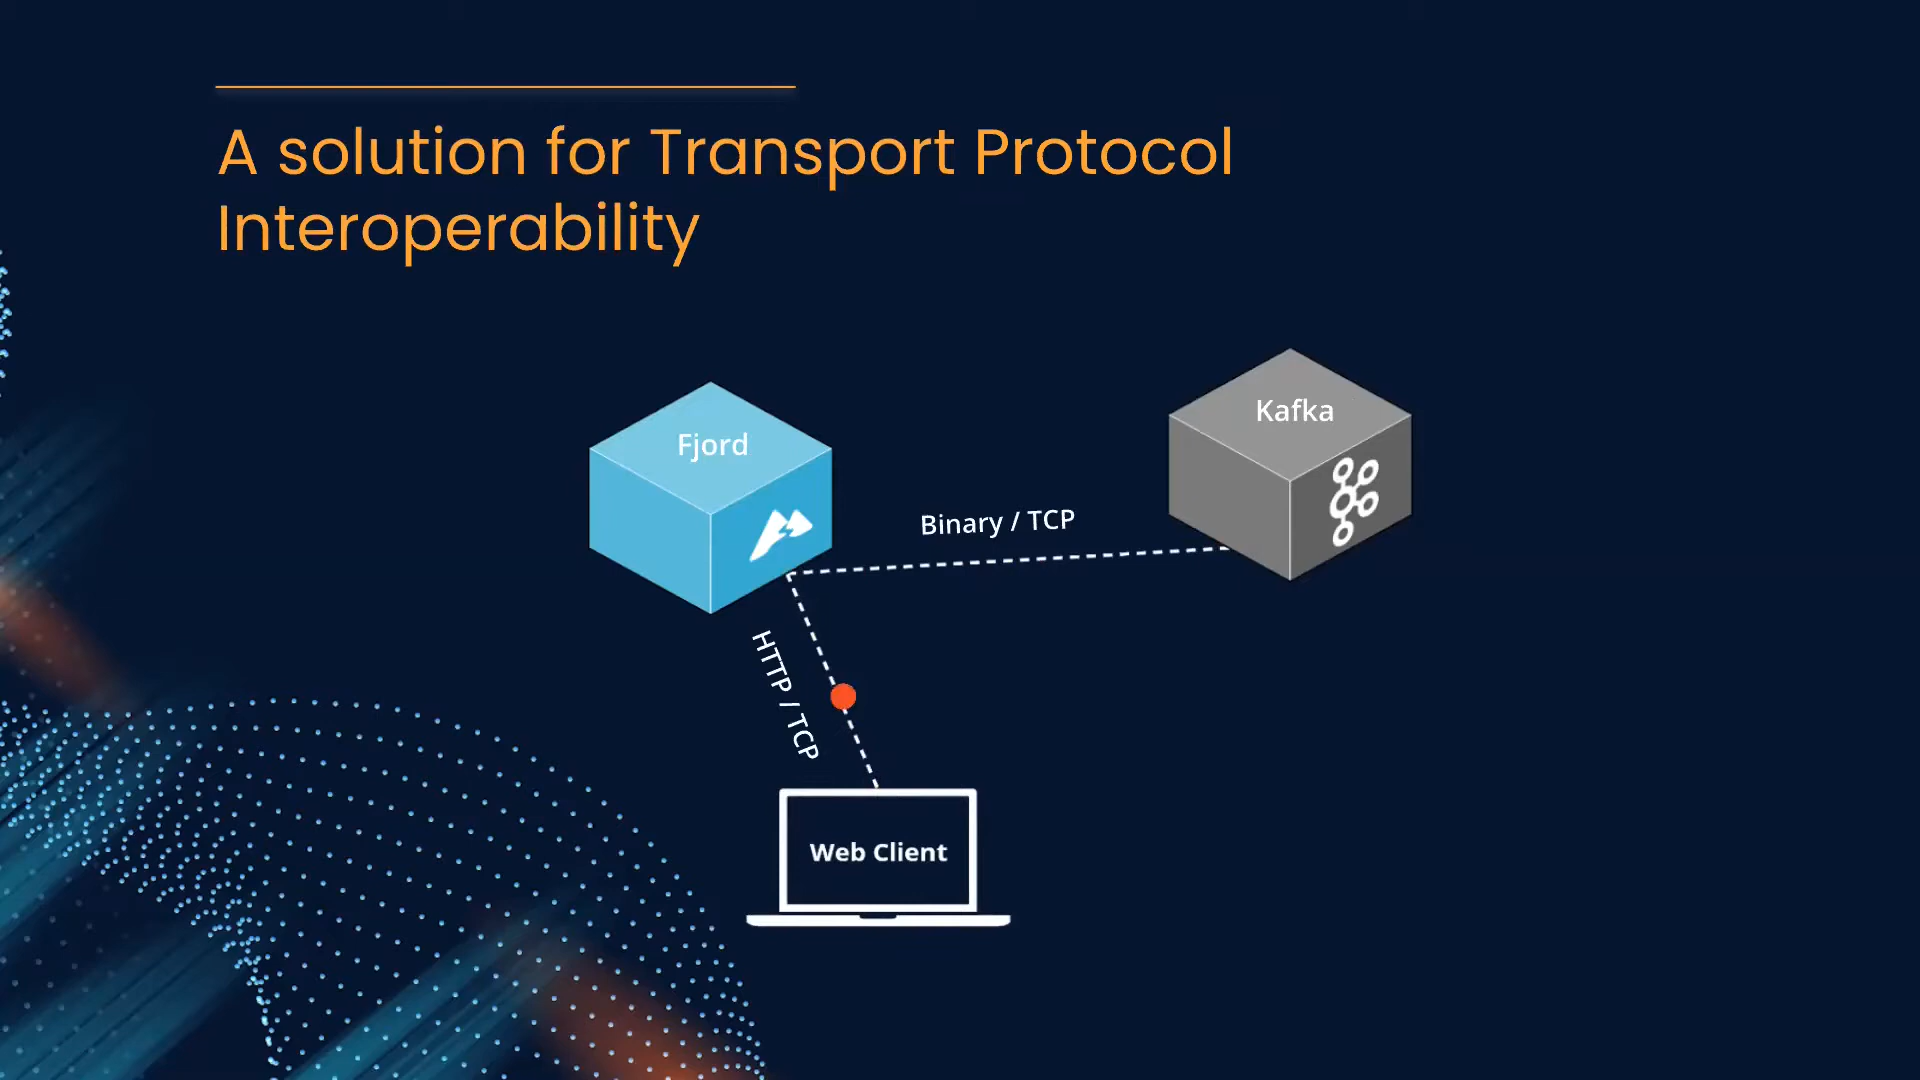 A solution for Transport Protocol
Interoperability
Kafka
Fjord
Binary / TCP
HTTP / TCP
Web Client